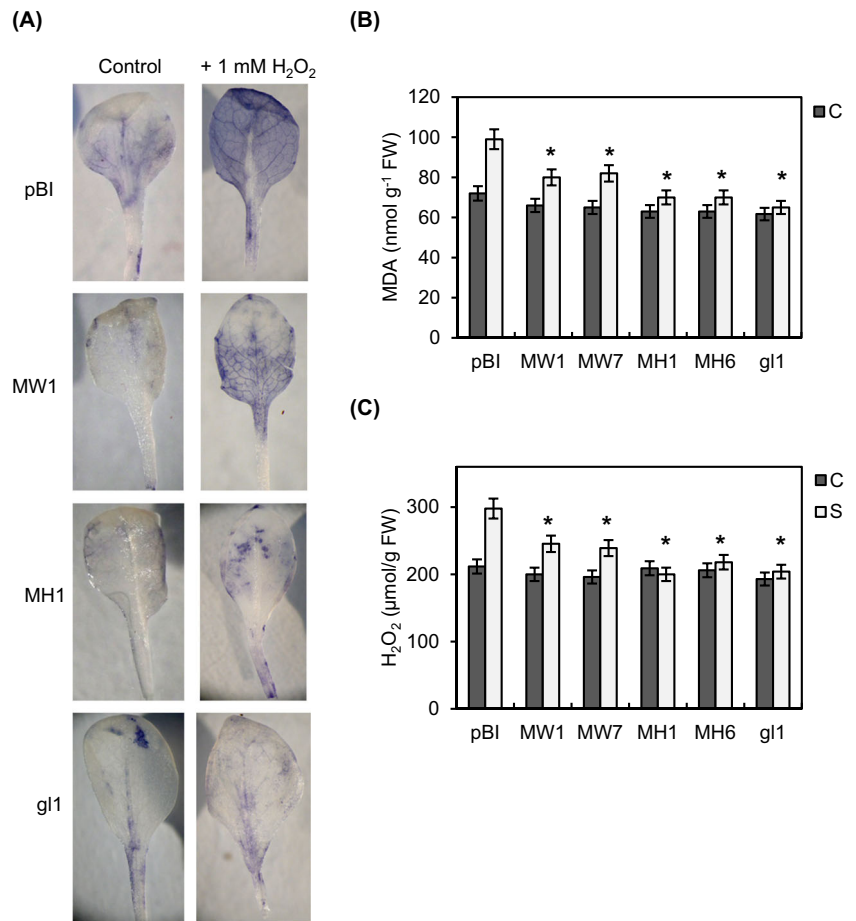 (A)
Control
+ 1 mM H₂O₂
pBI
MW1
MH1
gl1
(B)
120
100
80
60
40
20
0
MDA (nmol g⁻¹ FW)
* * * * *
pBI MW1 MW7 MH1 MH6 gl1
C
(C)
300
200
100
0
H₂O₂ (µmol/g FW)
* * * * *
pBI MW1 MW7 MH1 MH6 gl1
C
S